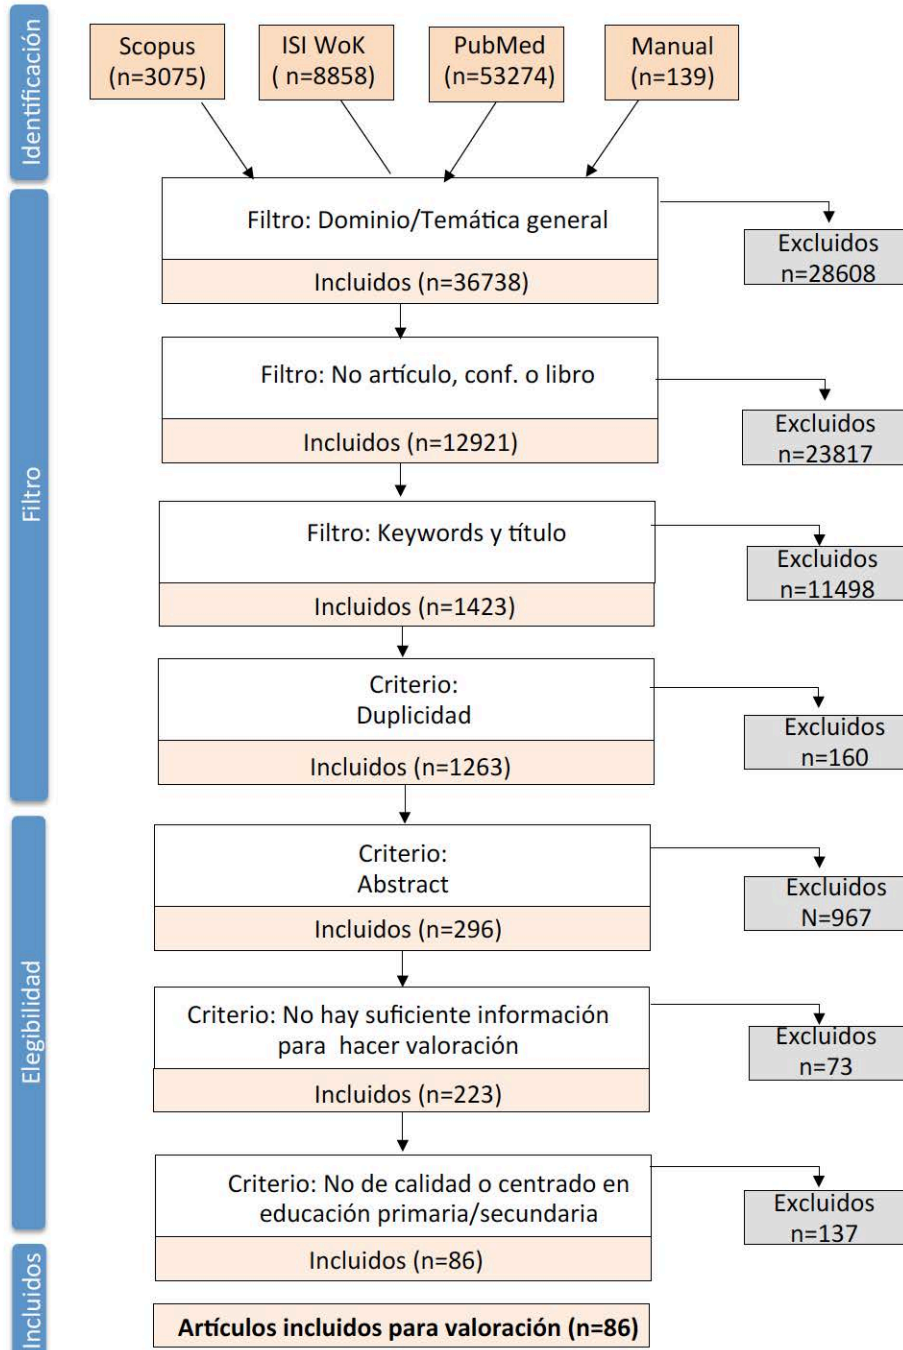 Identificación
Scopus
(n=3075)
ISI WoK
( n=8858)
PubMed
(n=53274)
Manual
(n=139)
Filtro
Filtro: Dominio/Temática general
Incluidos (n=36738)
Excluidos
n=28608
Filtro: No artículo, conf. o libro
Incluidos (n=12921)
Excluidos
n=23817
Filtro: Keywords y título
Incluidos (n=1423)
Excluidos
n=11498
Criterio:
Duplicidad
Incluidos (n=1263)
Excluidos
n=160
Elegibilidad
Criterio:
Abstract
Incluidos (n=296)
Excluidos
N=967
Criterio: No hay suficiente información
para hacer valoración
Incluidos (n=223)
Excluidos
n=73
Criterio: No de calidad o centrado en
educación primaria/secundaria
Incluidos (n=86)
Excluidos
n=137
Incluidos
Artículos incluidos para valoración (n=86)